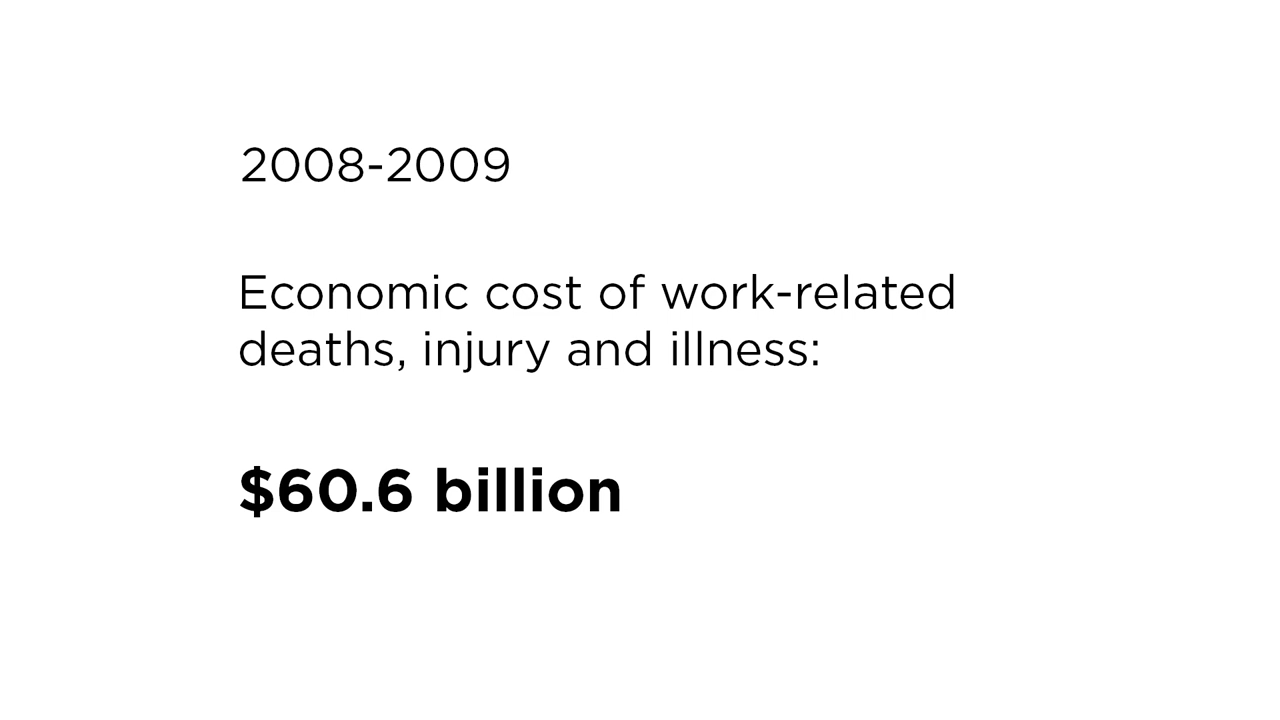 2008-2009
Economic cost of work-related
deaths, injury and illness:
$60.6 billion